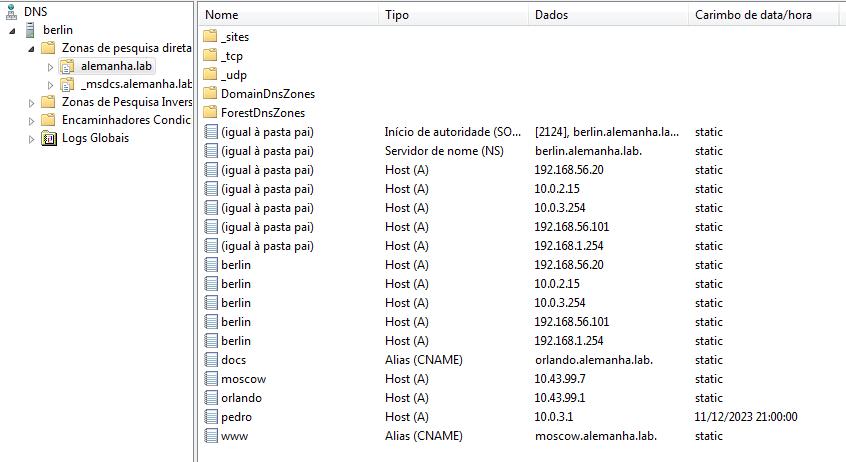 DNS
berlin
Zonas de pesquisa direta
alemanha.lab
_msdcs.alemanha.lab
Zonas de Pesquisa Invers
Encaminhadores Condic
Logs Globais
Nome Tipo Dados Carimbo de data/hora
_sites
_tcp
_udp
DomainDnsZones
ForestDnsZones
(igual à pasta pai) Início de autoridade (SO... [2124], berlin.alemanha.la... static
(igual à pasta pai) Servidor de nome (NS) berlin.alemanha.lab. static
(igual à pasta pai) Host (A) 192.168.56.20 static
(igual à pasta pai) Host (A) 10.0.2.15 static
(igual à pasta pai) Host (A) 10.0.3.254 static
(igual à pasta pai) Host (A) 192.168.56.101 static
(igual à pasta pai) Host (A) 192.168.1.254 static
berlin Host (A) 192.168.56.20 static
berlin Host (A) 10.0.2.15 static
berlin Host (A) 10.0.3.254 static
berlin Host (A) 192.168.56.101 static
berlin Host (A) 192.168.1.254 static
docs Alias (CNAME) orlando.alemanha.lab. static
moscow Host (A) 10.43.99.7 static
orlando Host (A) 10.43.99.1 static
pedro Host (A) 10.0.3.1 11/12/2023 21:00:00
www Alias (CNAME) moscow.alemanha.lab. static